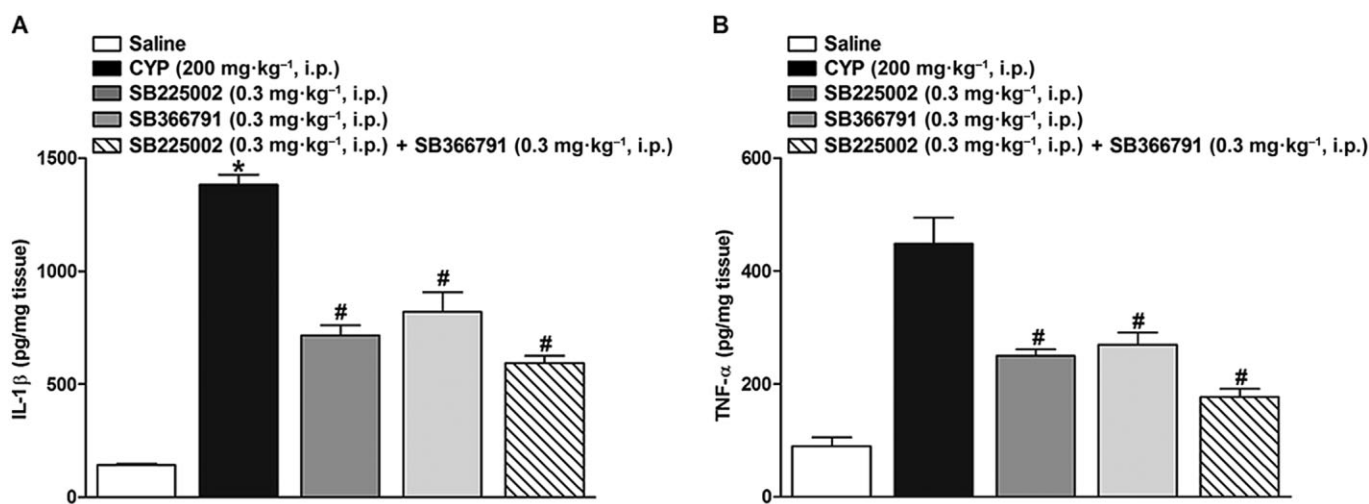 A
Saline
CYP (200 mg·kg⁻¹, i.p.)
SB225002 (0.3 mg·kg⁻¹, i.p.)
SB366791 (0.3 mg·kg⁻¹, i.p.)
SB225002 (0.3 mg·kg⁻¹, i.p.) + SB366791 (0.3 mg·kg⁻¹, i.p.)
IL-1β (pg/mg tissue)
1500
1000
500
0
*
#
#
#
B
Saline
CYP (200 mg·kg⁻¹, i.p.)
SB225002 (0.3 mg·kg⁻¹, i.p.)
SB366791 (0.3 mg·kg⁻¹, i.p.)
SB225002 (0.3 mg·kg⁻¹, i.p.) + SB366791 (0.3 mg·kg⁻¹, i.p.)
TNF-α (pg/mg tissue)
600
400
200
0
#
#
#